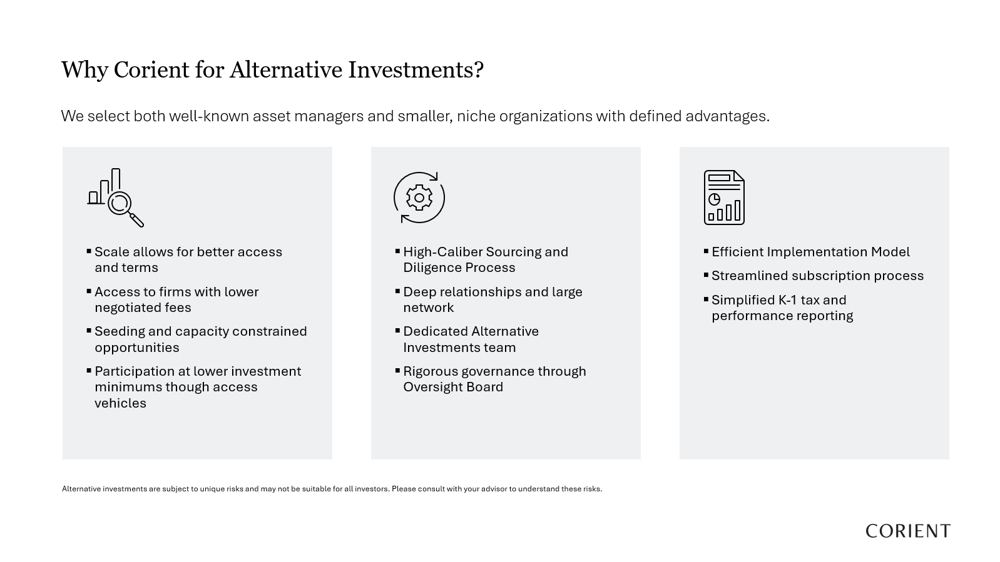 Why Corient for Alternative Investments?
We select both well-known asset managers and smaller, niche organizations with defined advantages.
▪ Scale allows for better access
and terms
▪ Access to firms with lower
negotiated fees
▪ Seeding and capacity constrained
opportunities
▪ Participation at lower investment
minimums though access
vehicles
▪ High-Caliber Sourcing and
Diligence Process
▪ Deep relationships and large
network
▪ Dedicated Alternative
Investments team
▪ Rigorous governance through
Oversight Board
▪ Efficient Implementation Model
▪ Streamlined subscription process
▪ Simplified K-1 tax and
performance reporting
Alternative investments are subject to unique risks and may not be suitable for all investors. Please consult with your advisor to understand these risks.
CORIENT